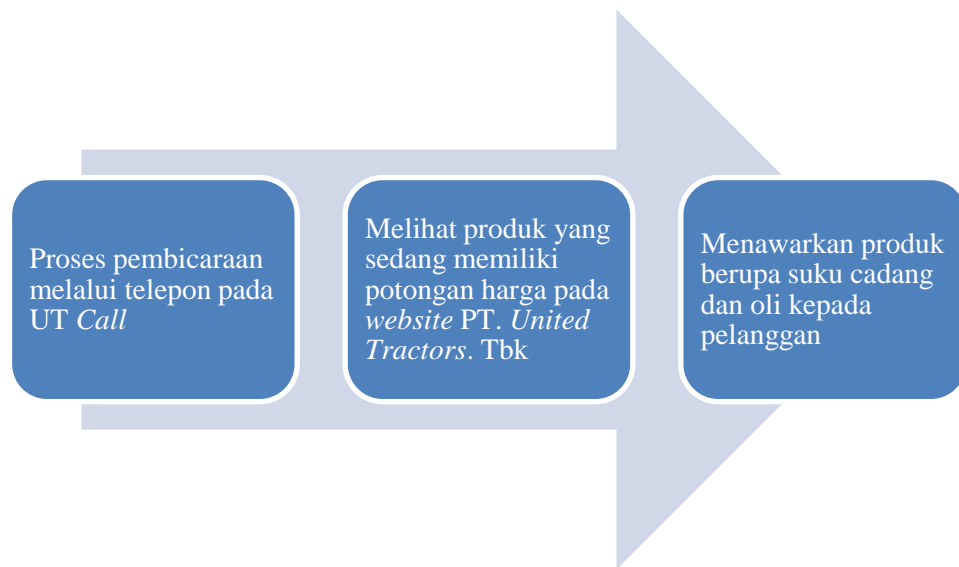 Proses pembicaraan
melalui telepon pada
UT Call
Melihat produk yang
sedang memiliki
potongan harga pada
website PT. United
Tractors. Tbk
Menawarkan produk
berupa suku cadang
dan oli kepada
pelanggan